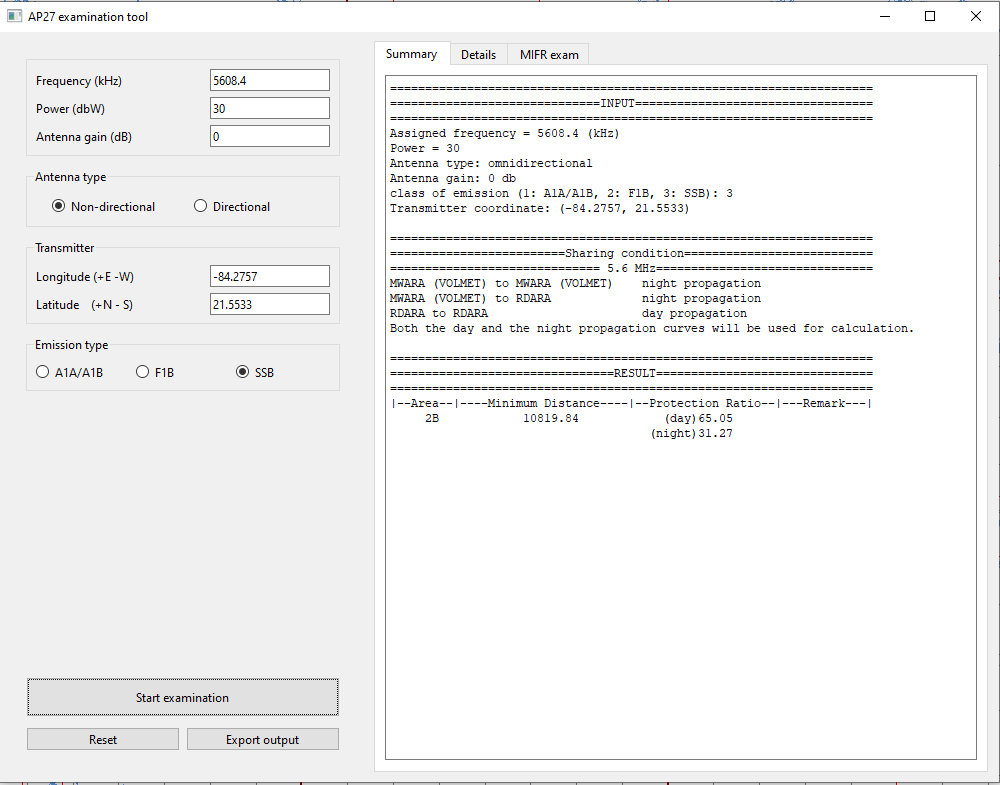 AP27 examination tool
Frequency (kHz) 5608.4
Power (dbW) 30
Antenna gain (dB) 0
Antenna type
Non-directional Directional
Transmitter
Longitude (+E -W) -84.2757
Latitude (+N - S) 21.5533
Emission type
A1A/A1B F1B SSB
Start examination
Reset Export output
Summary Details MIFR exam
=====================================================================
==============================INPUT==================================
=====================================================================
Assigned frequency = 5608.4 (kHz)
Power = 30
Antenna type: omnidirectional
Antenna gain: 0 db
class of emission (1: A1A/A1B, 2: F1B, 3: SSB): 3
Transmitter coordinate: (-84.2757, 21.5533)
=====================================================================
=========================Sharing condition===========================
============================== 5.6 MHz===============================
MWARA (VOLMET) to MWARA (VOLMET) night propagation
MWARA (VOLMET) to RDARA night propagation
RDARA to RDARA day propagation
Both the day and the night propagation curves will be used for calculation.
=====================================================================
================================RESULT===============================
=====================================================================
|--Area--|----Minimum Distance----|--Protection Ratio--|---Remark---|
2B 10819.84 (day)65.05
(night)31.27